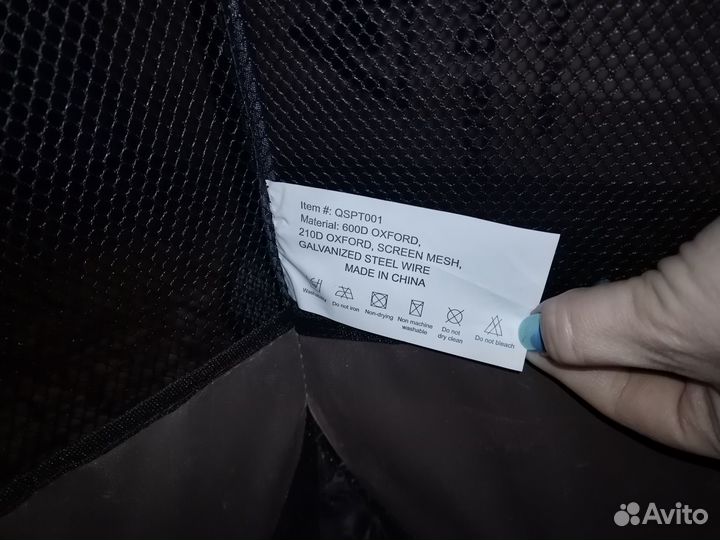 Item #: QSPT001
Material: 600D OXFORD,
210D OXFORD, SCREEN MESH,
GALVANIZED STEEL WIRE
MADE IN CHINA
Washable Do not iron Non-drying Non machine washable Do not dry clean Do not bleach
Avito